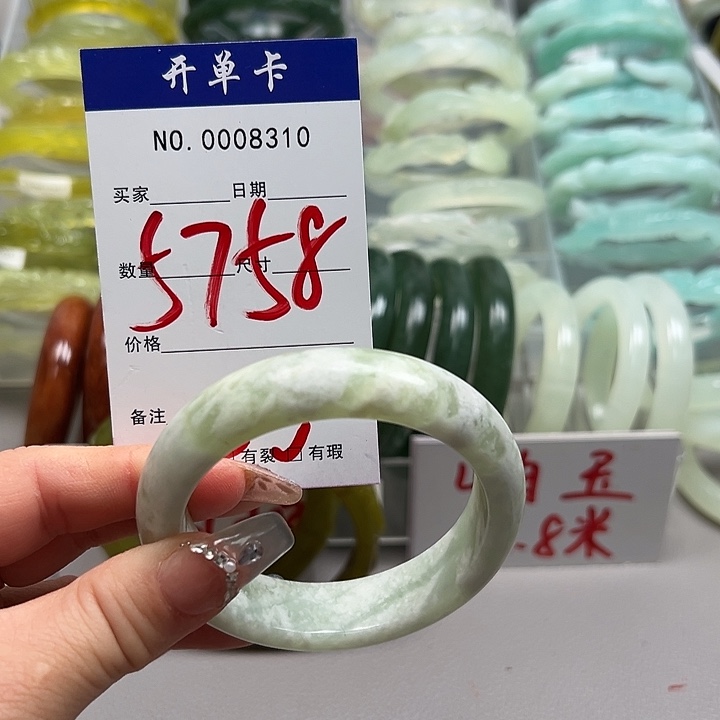 开单卡
NO. 0008310
买家 日期
5758
数量 尺寸
价格
备注
有裂 有瑕
岫玉
.8米